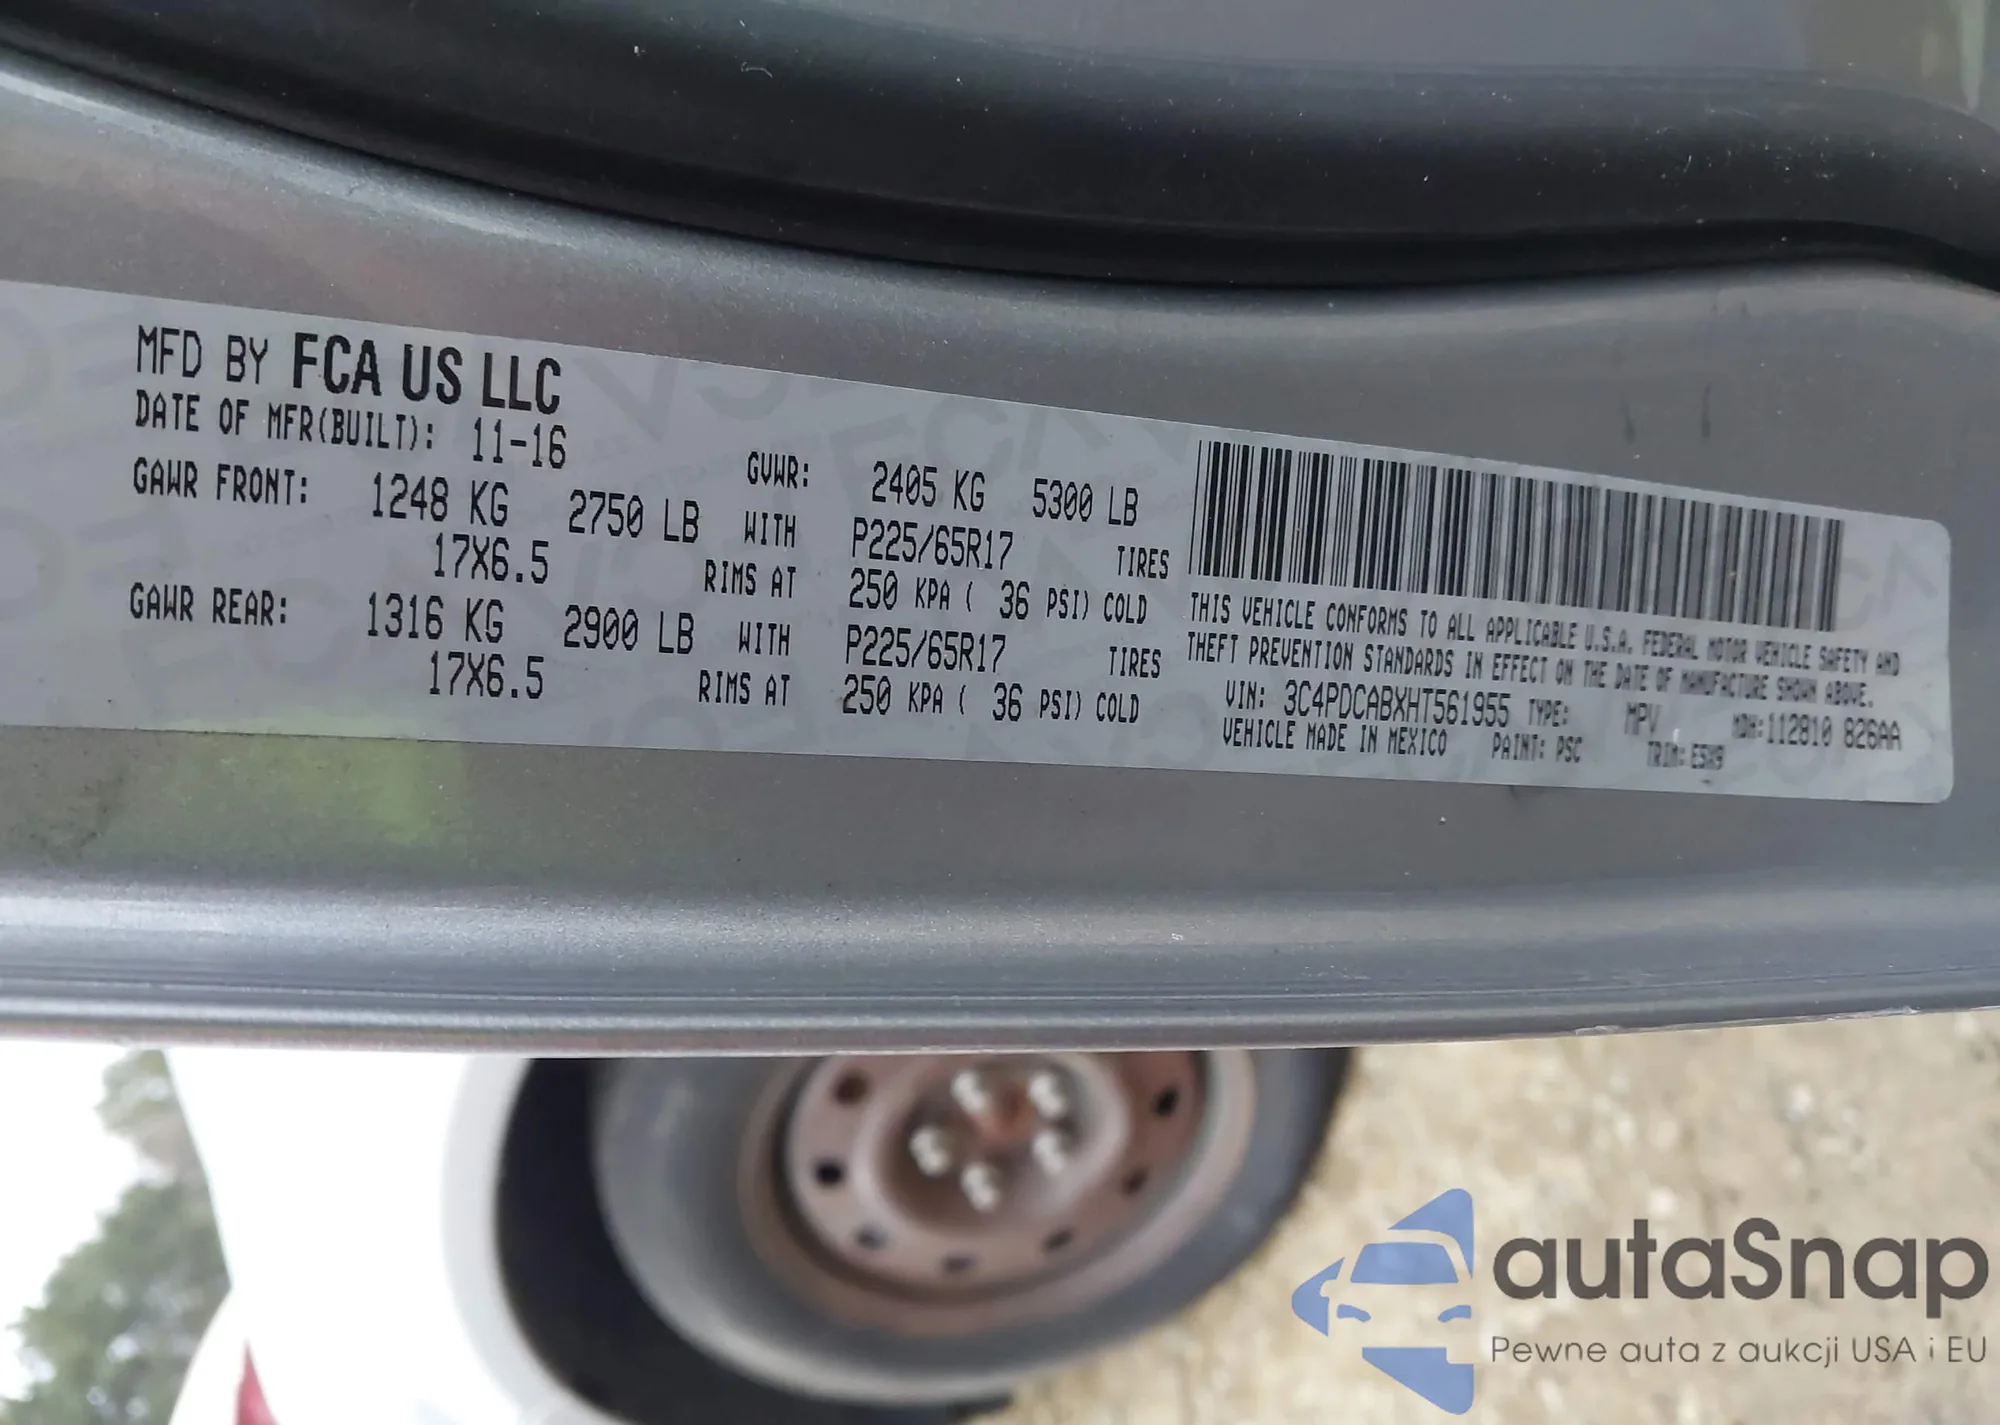 MFD BY FCA US LLC
DATE OF MFR(BUILT): 11-16
GVWR: 2405 KG 5300 LB
GAWR FRONT: 1248 KG 2750 LB WITH P225/65R17 TIRES
17X6.5 RIMS AT 250 KPA ( 36 PSI) COLD
GAWR REAR: 1316 KG 2900 LB WITH P225/65R17 TIRES
17X6.5 RIMS AT 250 KPA ( 36 PSI) COLD
THIS VEHICLE CONFORMS TO ALL APPLICABLE U.S.A. FEDERAL MOTOR VEHICLE SAFETY AND
THEFT PREVENTION STANDARDS IN EFFECT ON THE DATE OF MANUFACTURE SHOWN ABOVE.
VIN: 3C4PDCABXHT561955 TYPE: MPV MDH:112810 826AA
VEHICLE MADE IN MEXICO PAINT: PSC TRIM:
autaSnap
Pewne auta z aukcji USA i EU